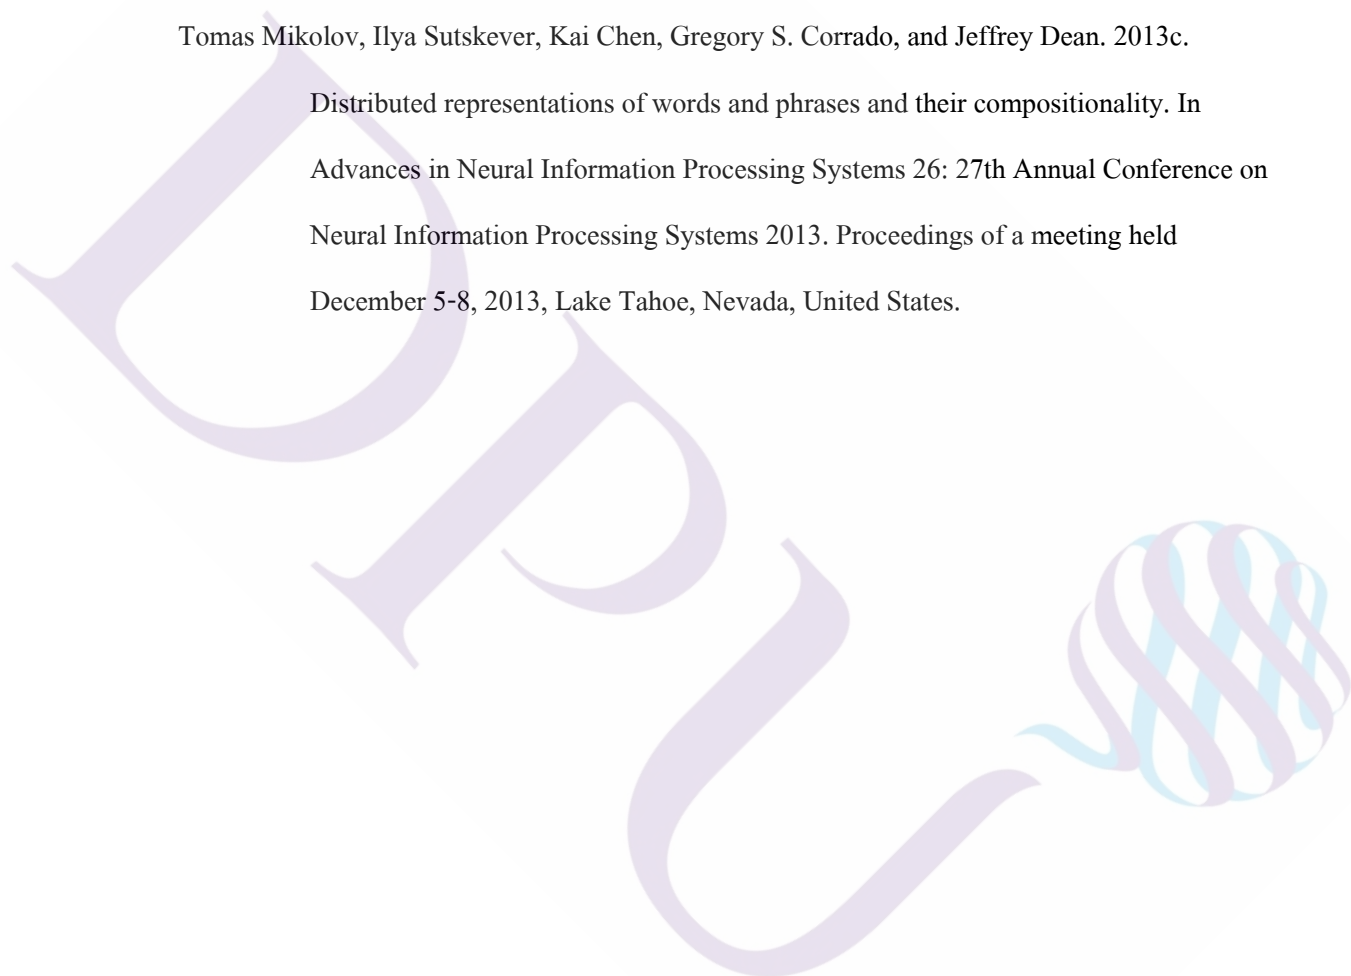 Tomas Mikolov, Ilya Sutskever, Kai Chen, Gregory S. Corrado, and Jeffrey Dean. 2013c.
Distributed representations of words and phrases and their compositionality. In
Advances in Neural Information Processing Systems 26: 27th Annual Conference on
Neural Information Processing Systems 2013. Proceedings of a meeting held
December 5-8, 2013, Lake Tahoe, Nevada, United States.
DPU